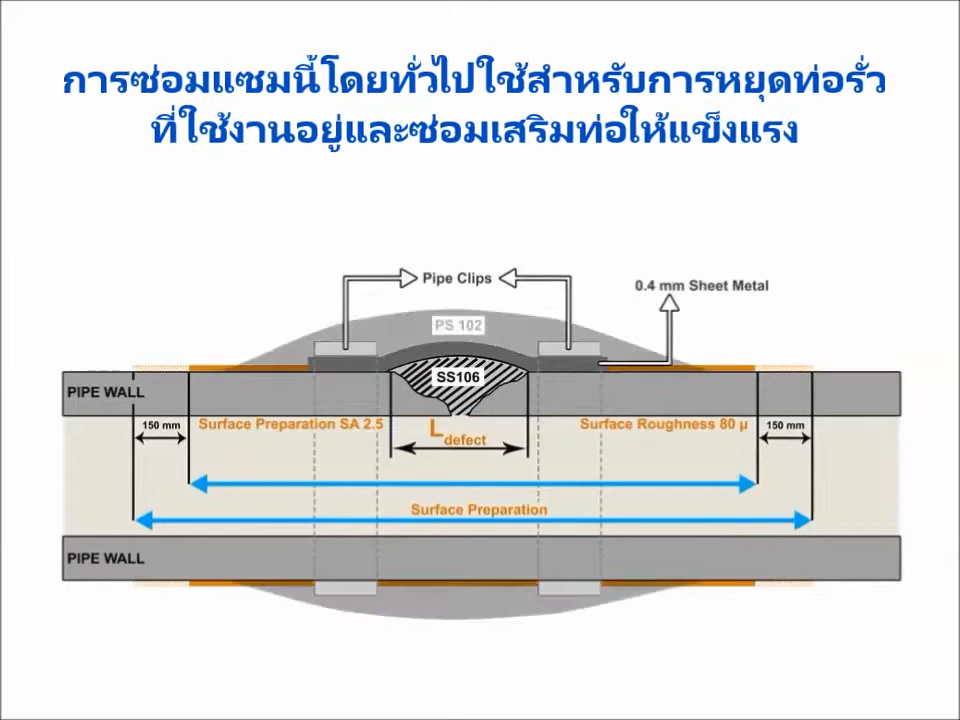 การซ่อมแซมนี้โดยทั่วไปใช้สำหรับการหยุดท่อรั่ว
ที่ใช้งานอยู่และซ่อมเสริมท่อให้แข็งแรง
Pipe Clips
0.4 mm Sheet Metal
PS 102
SS106
PIPE WALL
150 mm
Surface Preparation SA 2.5
L defect
Surface Roughness 80 µ
150 mm
Surface Preparation
PIPE WALL